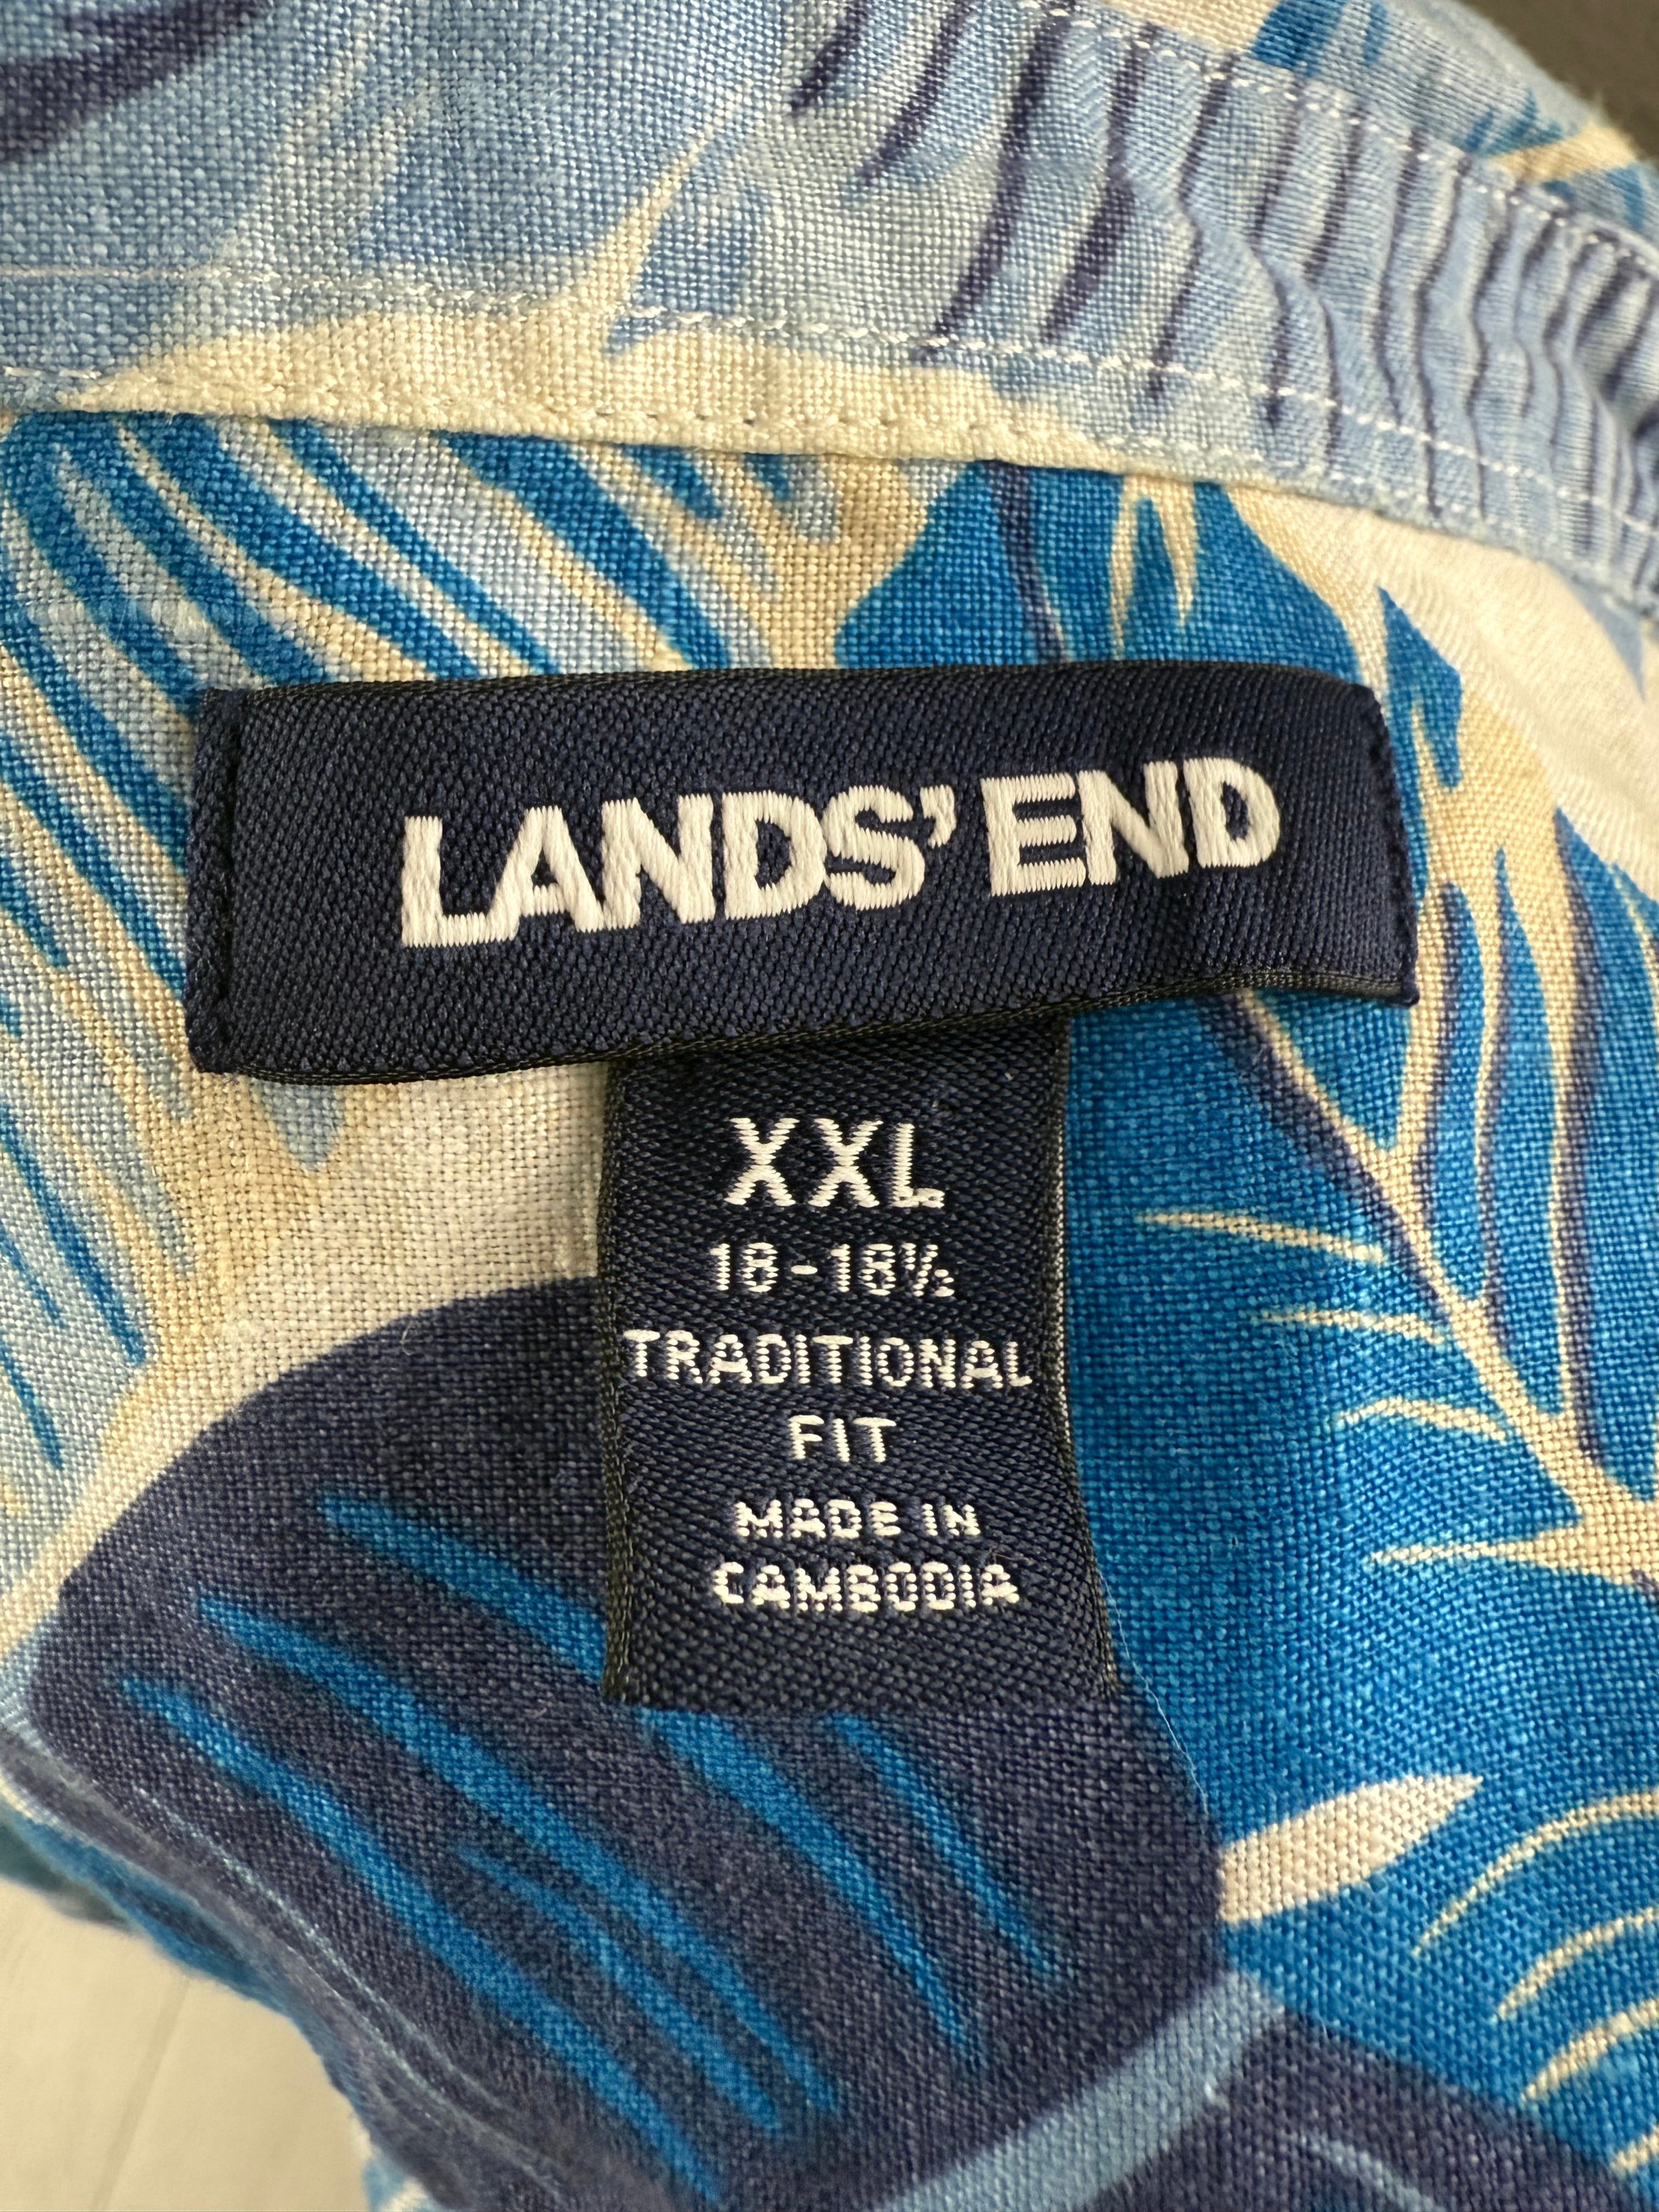 LANDS' END
XXL
18-18½
TRADITIONAL
FIT
MADE IN
CAMBODIA